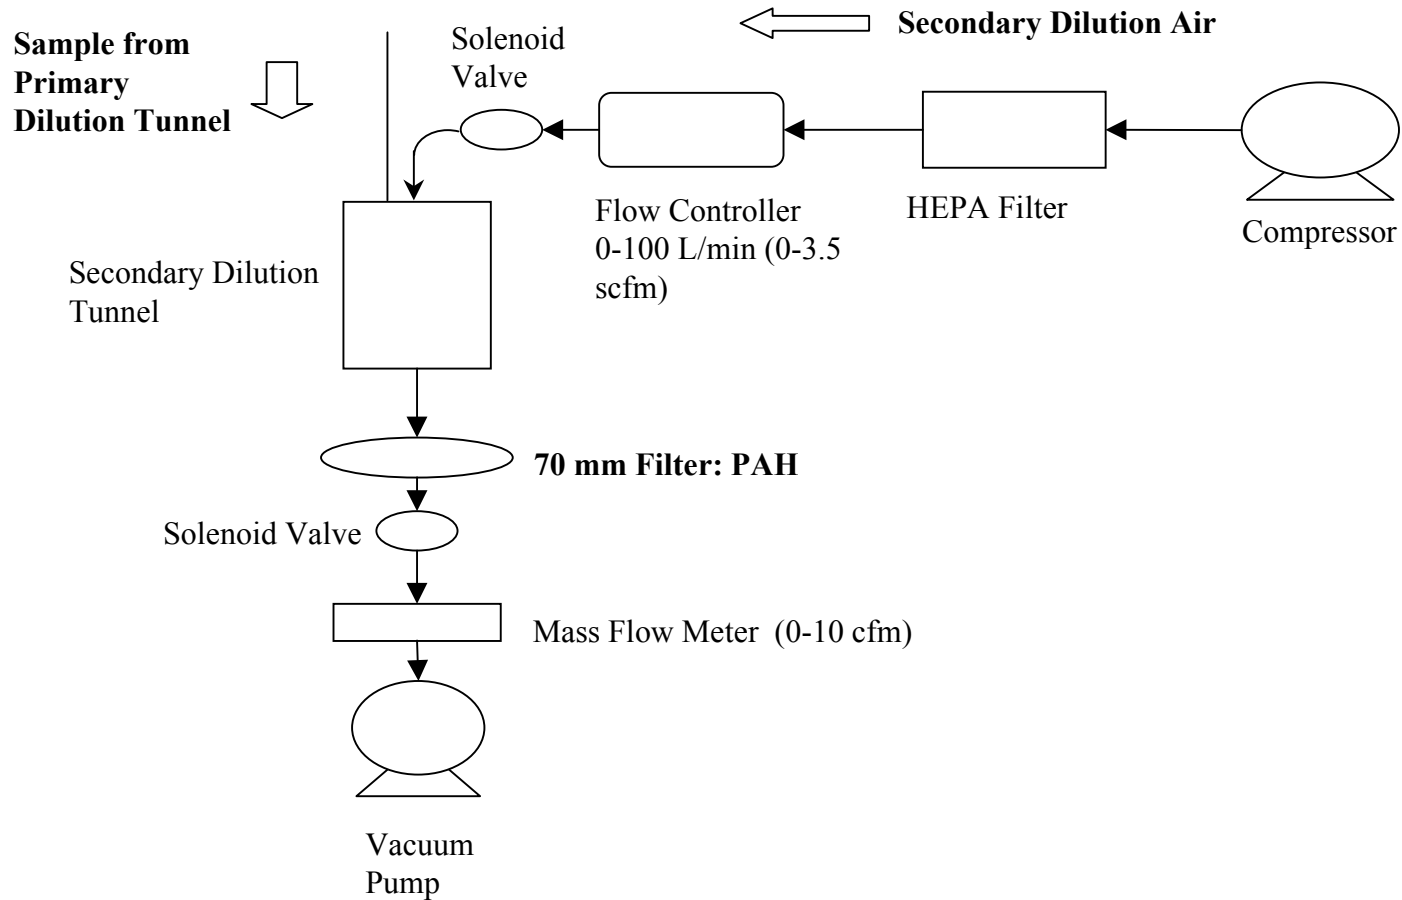 Sample from
Primary
Dilution Tunnel
Solenoid
Valve
Secondary Dilution Air
Flow Controller
0-100 L/min (0-3.5
scfm)
HEPA Filter
Compressor
Secondary Dilution
Tunnel
70 mm Filter: PAH
Solenoid Valve
Mass Flow Meter  (0-10 cfm)
Vacuum
Pump